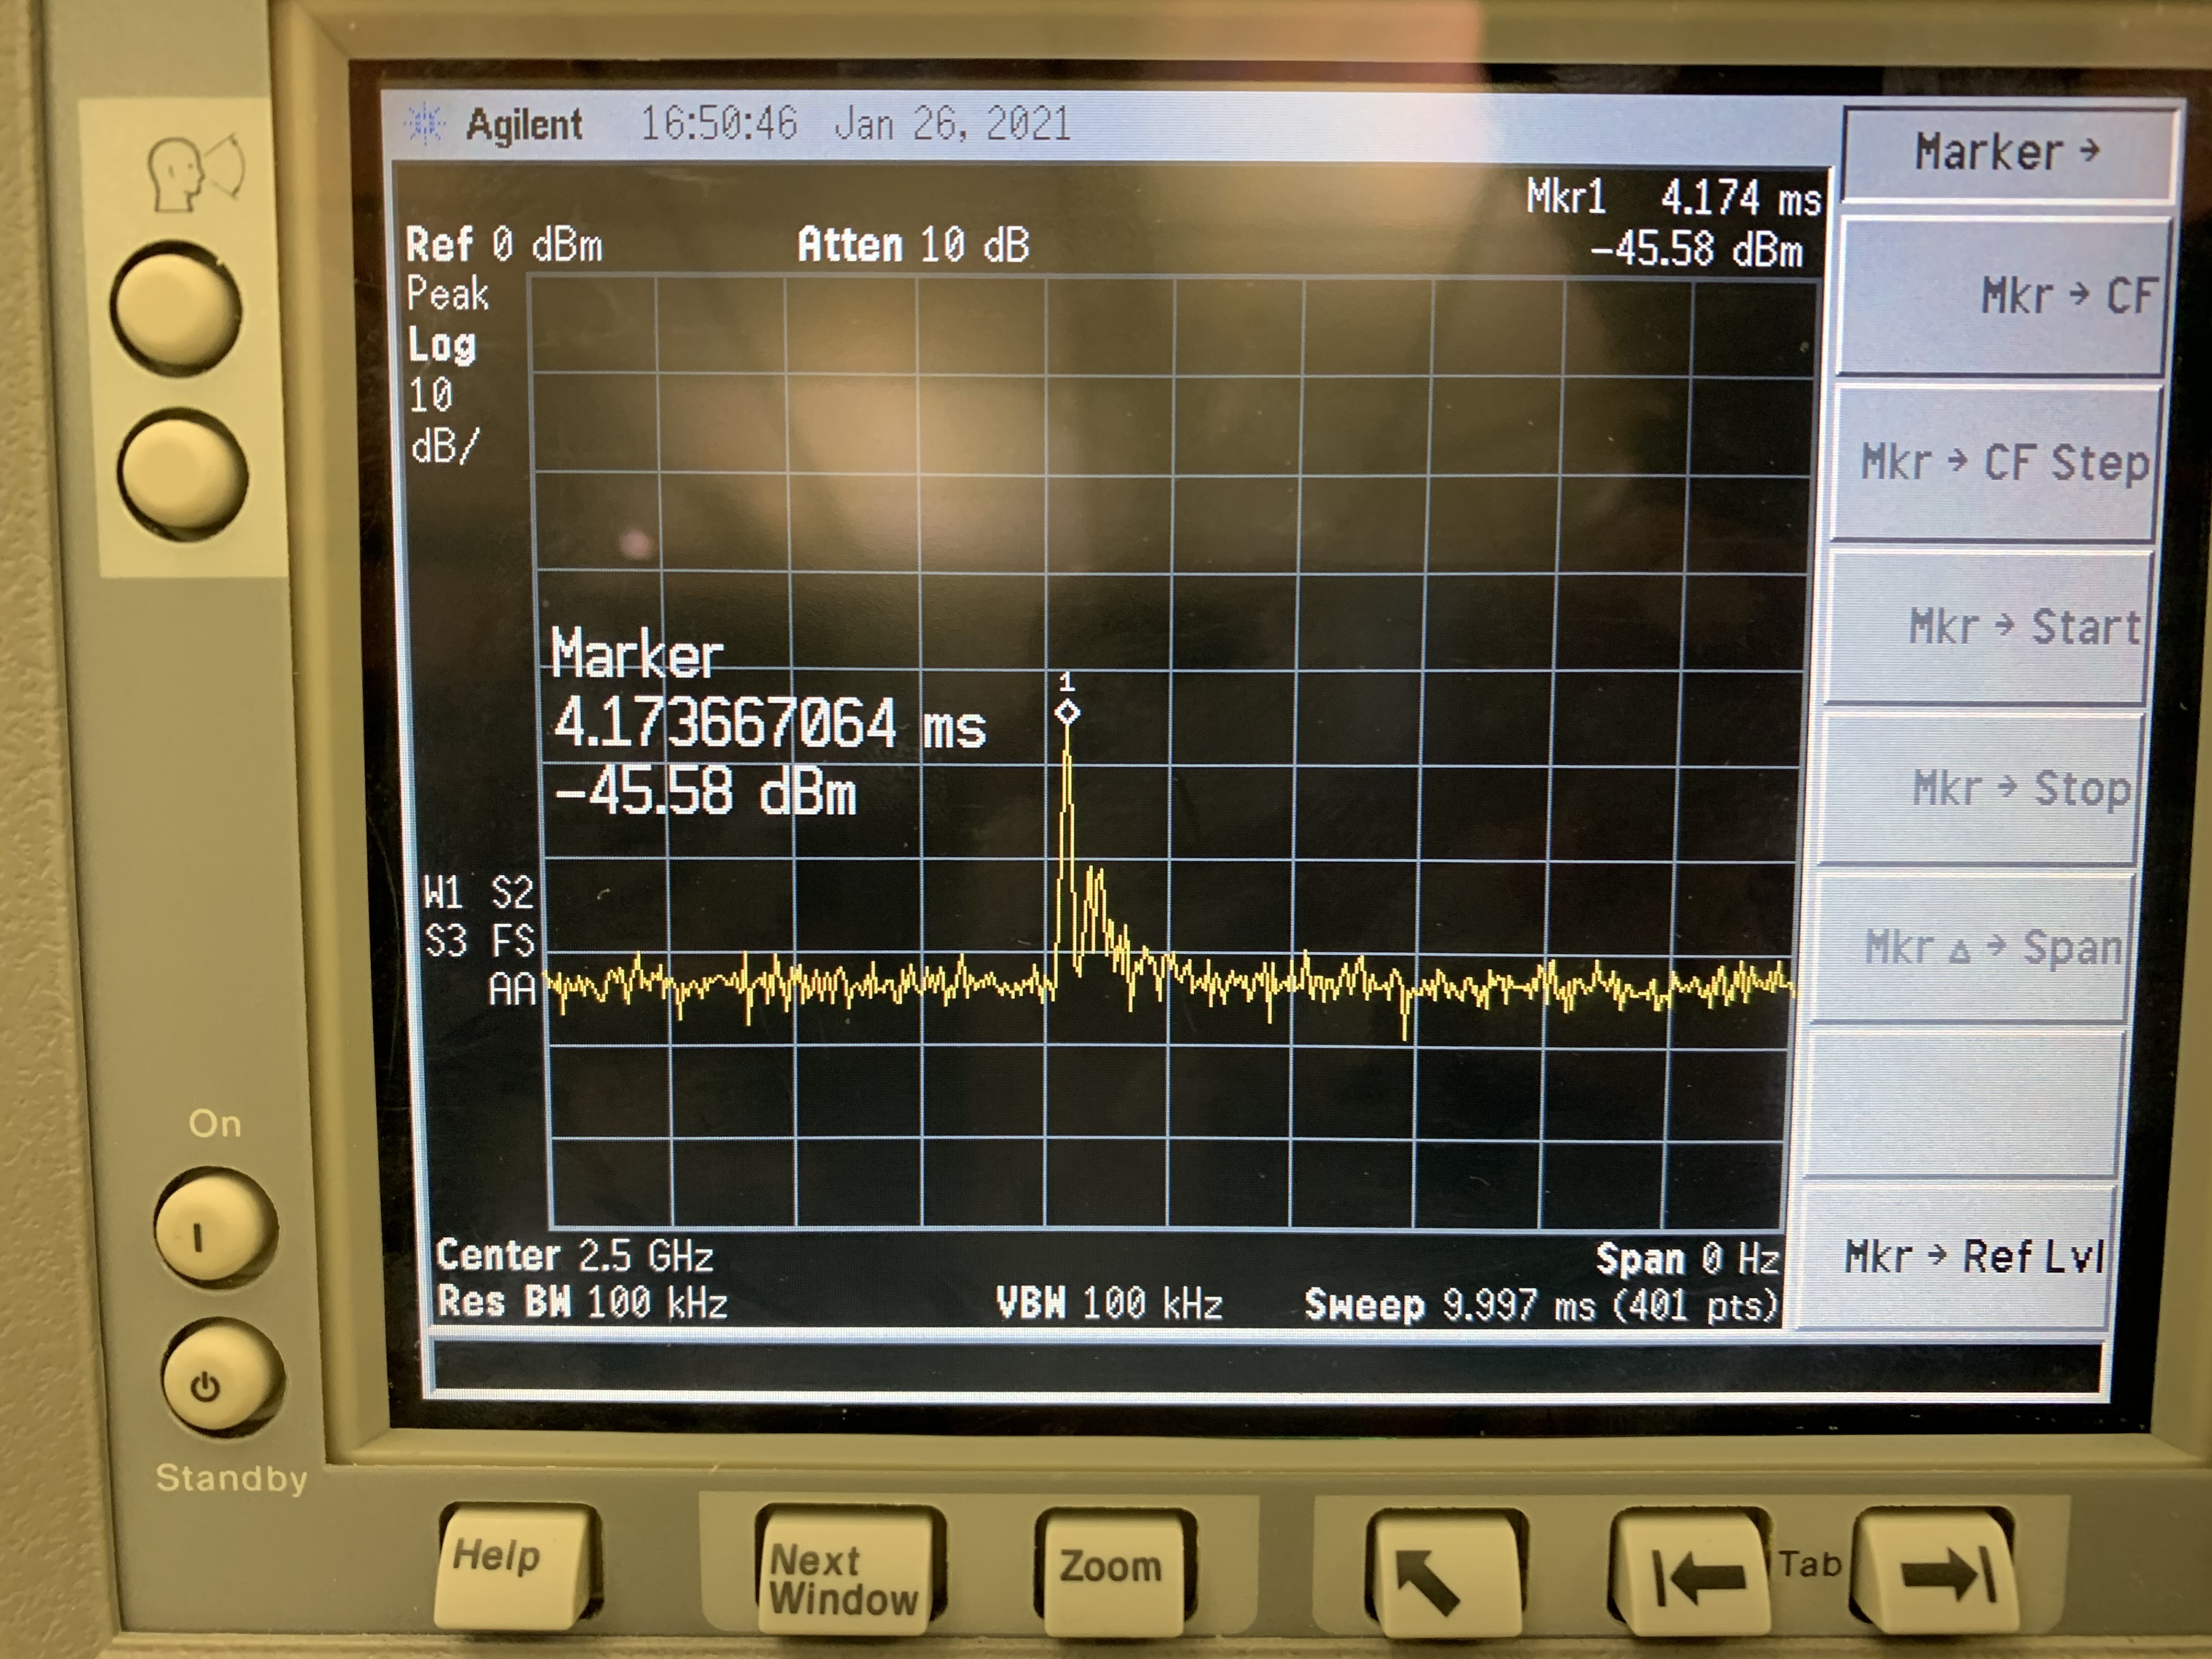 Agilent 16:50:46 Jan 26, 2021
Mkr1 4.174 ms
Ref 0 dBm Atten 10 dB -45.58 dBm
Peak
Log
10
dB/
Marker
4.173667064 ms
-45.58 dBm
1
W1 S2
S3 FS
AA
Center 2.5 GHz Span 0 Hz
Res BW 100 kHz VBW 100 kHz Sweep 9.997 ms (401 pts)
Marker →
Mkr → CF
Mkr → CF Step
Mkr → Start
Mkr → Stop
Mkr Δ → Span
Mkr → Ref Lvl
On
Standby
Help
Next
Window
Zoom
Tab